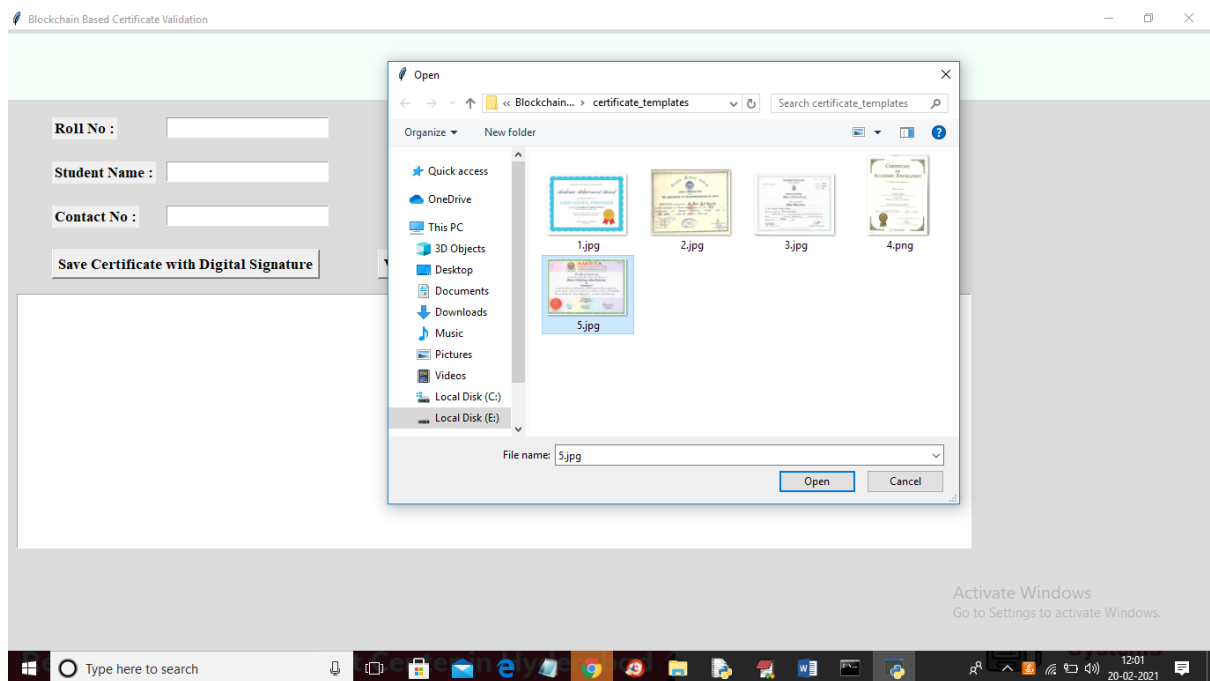 Blockchain Based Certificate Validation
Open
« Blockchain... › certificate_templates
Search certificate_templates
Organize
New folder
Roll No :
Student Name :
Contact No :
Save Certificate with Digital Signature
V
Quick access
OneDrive
This PC
3D Objects
Desktop
Documents
Downloads
Music
Pictures
Videos
Local Disk (C:)
Local Disk (E:)
1.jpg
2.jpg
3.jpg
4.png
AMRITA
5.jpg
File name:
5.jpg
Open
Cancel
Activate Windows
Go to Settings to activate Windows.
Type here to search
12:01
20-02-2021